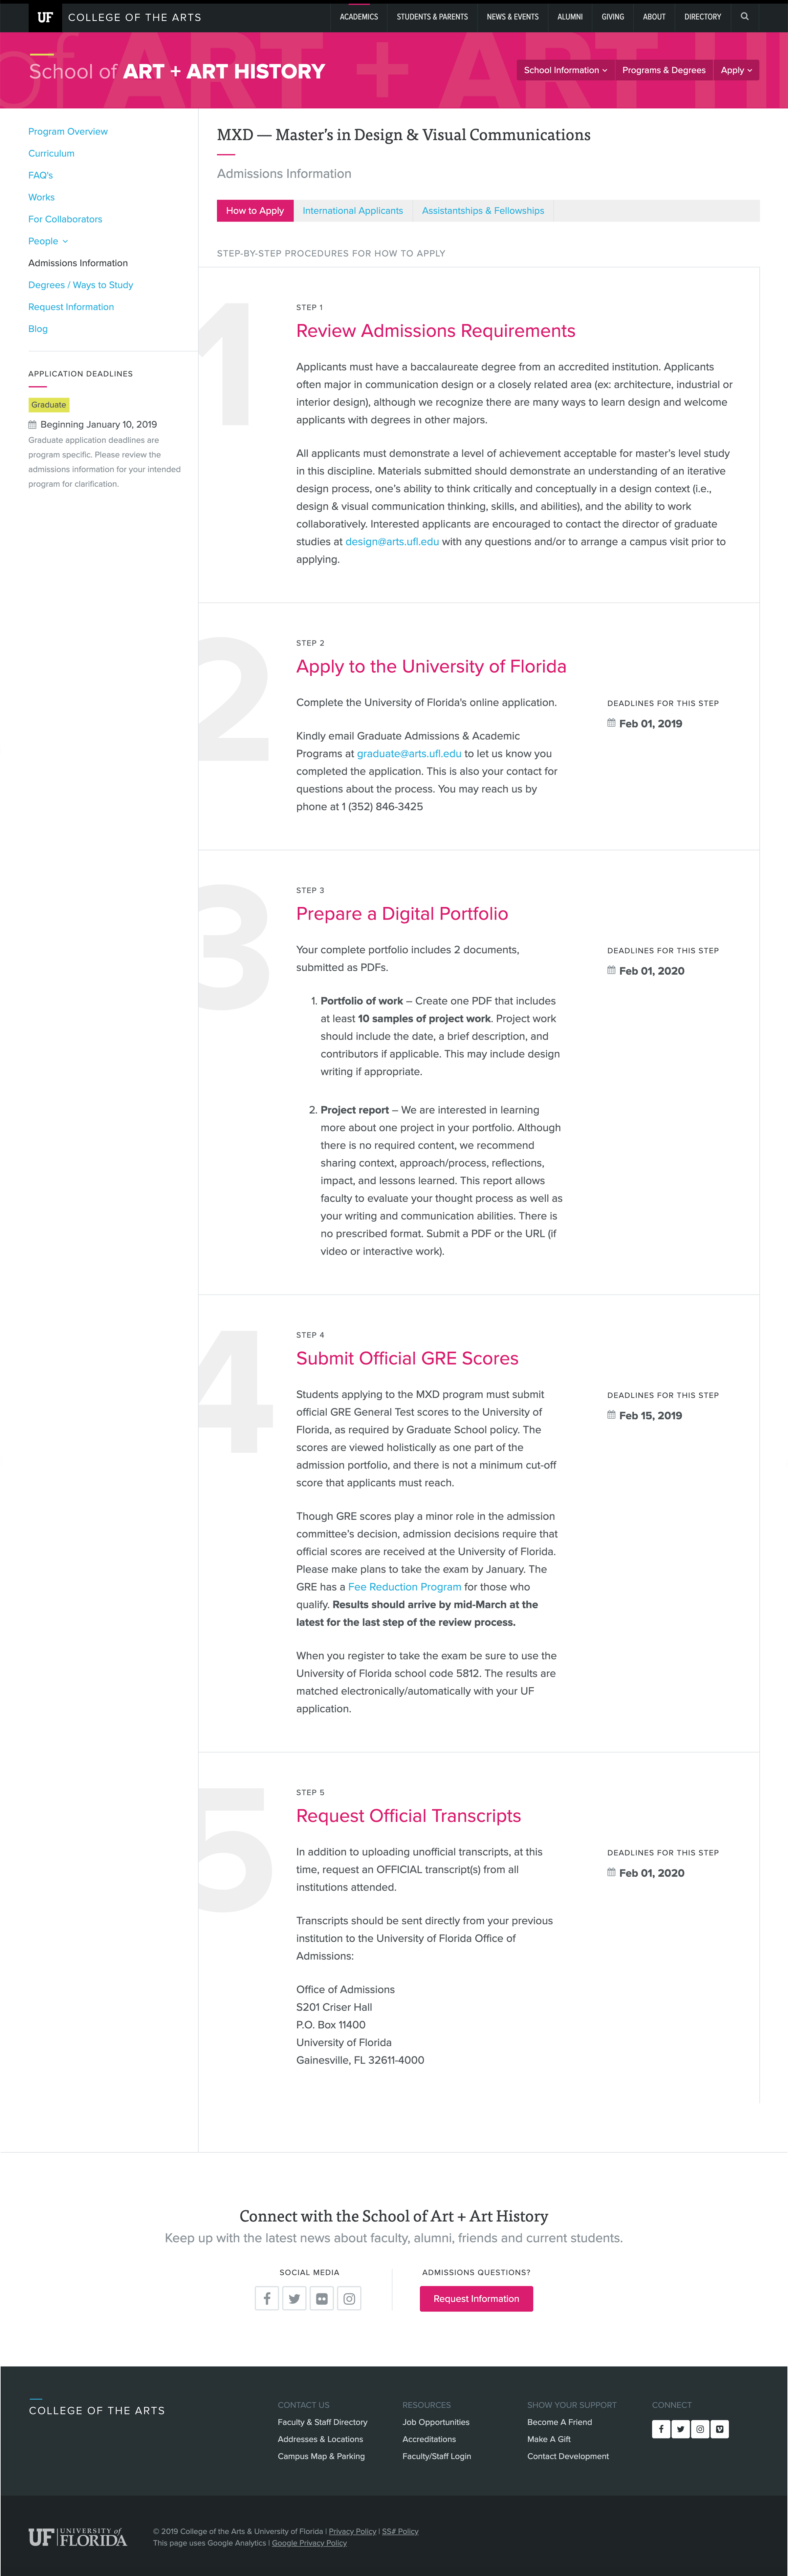 UF COLLEGE OF THE ARTS
ACADEMICS STUDENTS & PARENTS NEWS & EVENTS ALUMNI GIVING ABOUT DIRECTORY
School of ART + ART HISTORY
School Information Programs & Degrees Apply
Program Overview
Curriculum
FAQ's
Works
For Collaborators
People
Admissions Information
Degrees / Ways to Study
Request Information
Blog
APPLICATION DEADLINES
Graduate
Beginning January 10, 2019
Graduate application deadlines are
program specific. Please review the
admissions information for your intended
program for clarification.
MXD — Master's in Design & Visual Communications
Admissions Information
How to Apply International Applicants Assistantships & Fellowships
STEP-BY-STEP PROCEDURES FOR HOW TO APPLY
1
STEP 1
Review Admissions Requirements
Applicants must have a baccalaureate degree from an accredited institution. Applicants
often major in communication design or a closely related area (ex: architecture, industrial or
interior design), although we recognize there are many ways to learn design and welcome
applicants with degrees in other majors.
All applicants must demonstrate a level of achievement acceptable for master's level study
in this discipline. Materials submitted should demonstrate an understanding of an iterative
design process, one's ability to think critically and conceptually in a design context (i.e.,
design & visual communication thinking, skills, and abilities), and the ability to work
collaboratively. Interested applicants are encouraged to contact the director of graduate
studies at design@arts.ufl.edu with any questions and/or to arrange a campus visit prior to
applying.
2
STEP 2
Apply to the University of Florida
Complete the University of Florida's online application.
Kindly email Graduate Admissions & Academic
Programs at graduate@arts.ufl.edu to let us know you
completed the application. This is also your contact for
questions about the process. You may reach us by
phone at 1 (352) 846-3425
DEADLINES FOR THIS STEP
Feb 01, 2019
3
STEP 3
Prepare a Digital Portfolio
Your complete portfolio includes 2 documents,
submitted as PDFs.
1. Portfolio of work – Create one PDF that includes
at least 10 samples of project work. Project work
should include the date, a brief description, and
contributors if applicable. This may include design
writing if appropriate.
2. Project report – We are interested in learning
more about one project in your portfolio. Although
there is no required content, we recommend
sharing context, approach/process, reflections,
impact, and lessons learned. This report allows
faculty to evaluate your thought process as well as
your writing and communication abilities. There is
no prescribed format. Submit a PDF or the URL (if
video or interactive work).
DEADLINES FOR THIS STEP
Feb 01, 2020
4
STEP 4
Submit Official GRE Scores
Students applying to the MXD program must submit
official GRE General Test scores to the University of
Florida, as required by Graduate School policy. The
scores are viewed holistically as one part of the
admission portfolio, and there is not a minimum cut-off
score that applicants must reach.
Though GRE scores play a minor role in the admission
committee's decision, admission decisions require that
official scores are received at the University of Florida.
Please make plans to take the exam by January. The
GRE has a Fee Reduction Program for those who
qualify. Results should arrive by mid-March at the
latest for the last step of the review process.
When you register to take the exam be sure to use the
University of Florida school code 5812. The results are
matched electronically/automatically with your UF
application.
DEADLINES FOR THIS STEP
Feb 15, 2019
5
STEP 5
Request Official Transcripts
In addition to uploading unofficial transcripts, at this
time, request an OFFICIAL transcript(s) from all
institutions attended.
Transcripts should be sent directly from your previous
institution to the University of Florida Office of
Admissions:
Office of Admissions
S201 Criser Hall
P.O. Box 11400
University of Florida
Gainesville, FL 32611-4000
DEADLINES FOR THIS STEP
Feb 01, 2020
Connect with the School of Art + Art History
Keep up with the latest news about faculty, alumni, friends and current students.
SOCIAL MEDIA
ADMISSIONS QUESTIONS?
Request Information
COLLEGE OF THE ARTS
CONTACT US
Faculty & Staff Directory
Addresses & Locations
Campus Map & Parking
RESOURCES
Job Opportunities
Accreditations
Faculty/Staff Login
SHOW YOUR SUPPORT
Become A Friend
Make A Gift
Contact Development
CONNECT
UF UNIVERSITY of FLORIDA
© 2019 College of the Arts & University of Florida | Privacy Policy | SS# Policy
This page uses Google Analytics | Google Privacy Policy